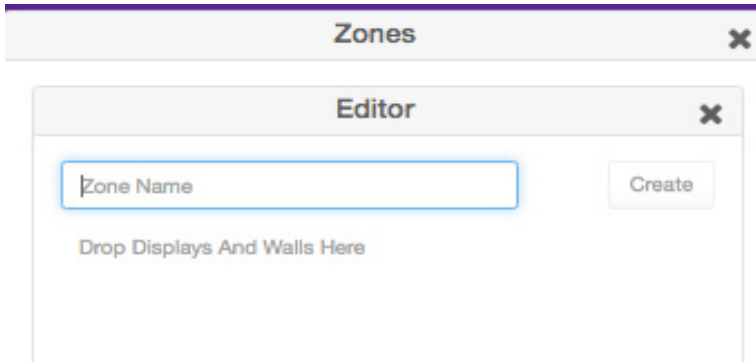 Zones
Editor
Zone Name
Create
Drop Displays And Walls Here